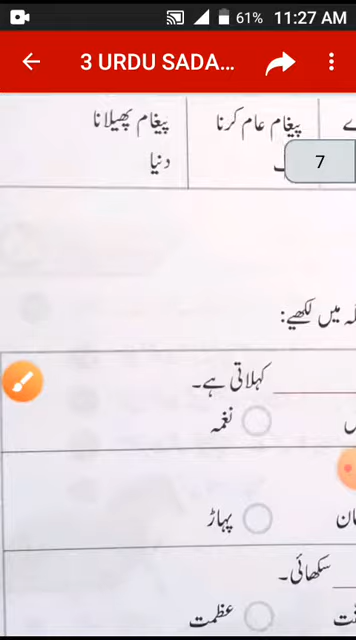 61% 11:27 AM
3 URDU SADA...
پیغام عام کرنا پیغام پھیلانا
دنیا
7
میں لکھیے:
کہلاتی ہے۔
نغمہ
پہاڑ
سکھائی۔
عظمت